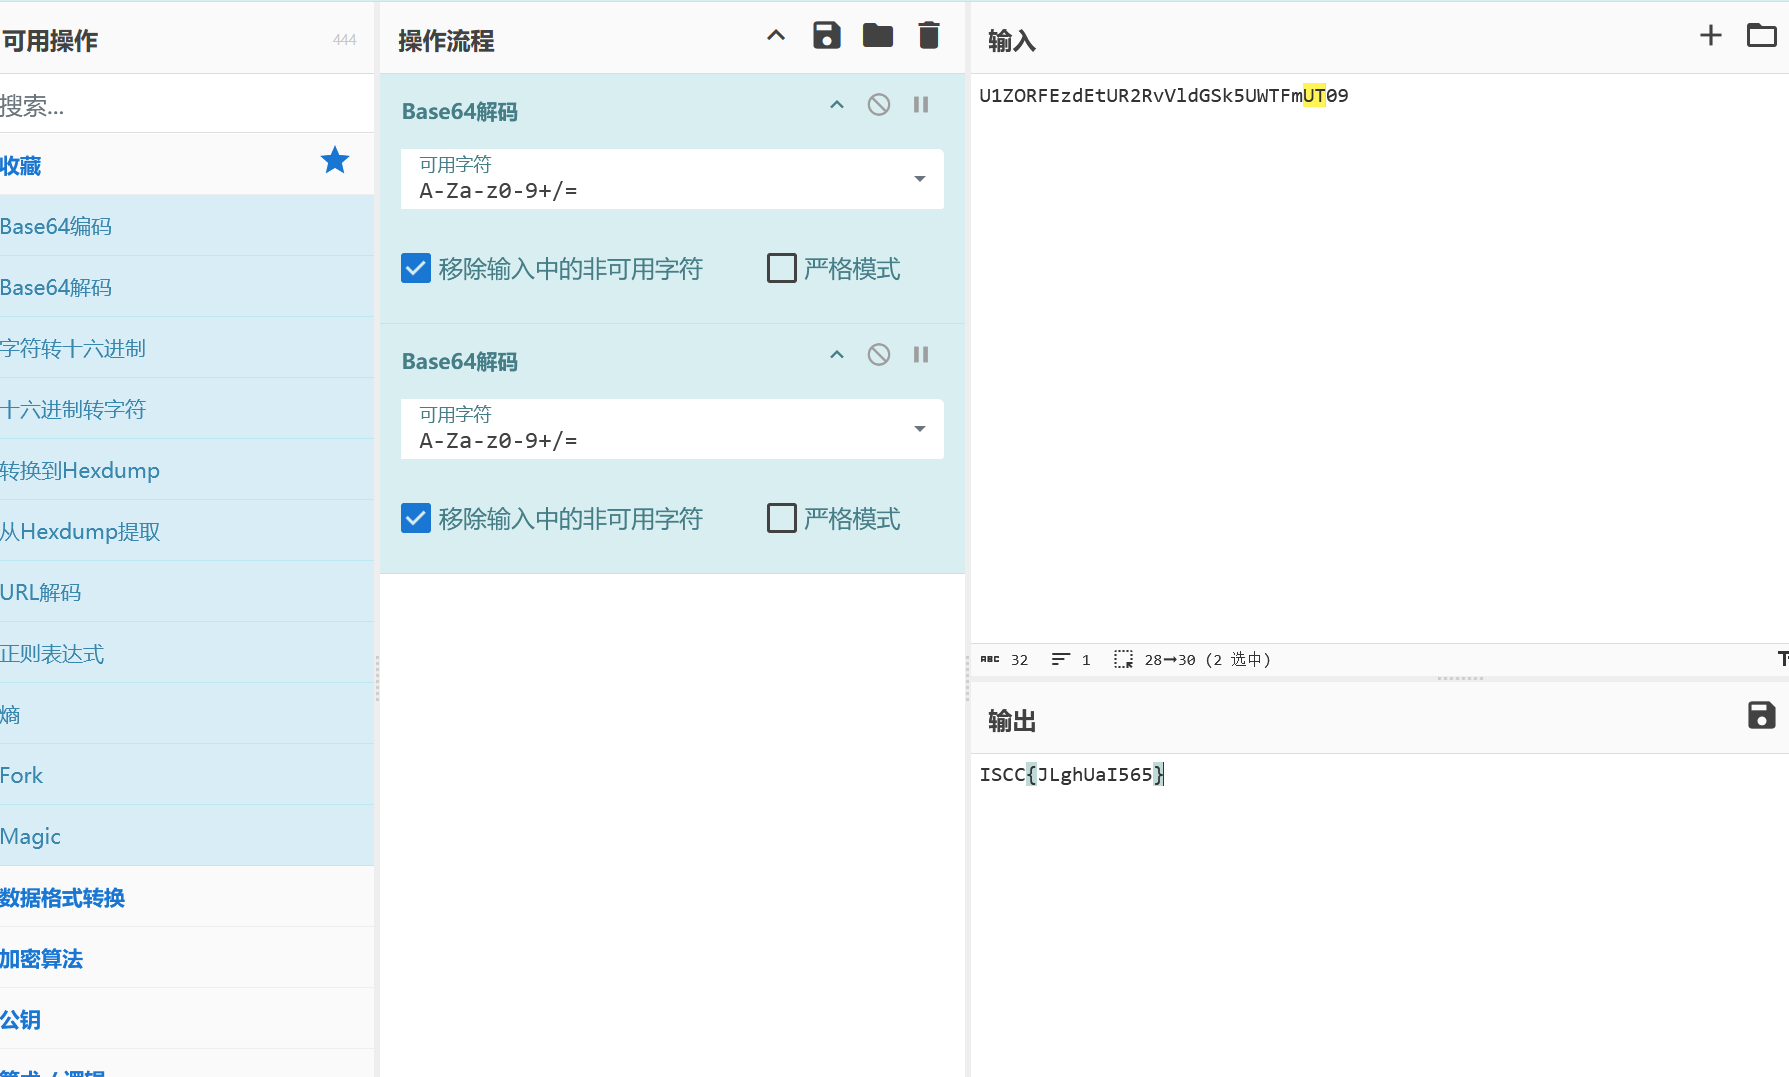 可用操作
444
搜索...
收藏
Base64编码
Base64解码
字符转十六进制
十六进制转字符
转换到Hexdump
从Hexdump提取
URL解码
正则表达式
熵
Fork
Magic
数据格式转换
加密算法
公钥
算术 / 逻辑
操作流程
Base64解码
可用字符
A-Za-z0-9+/=
移除输入中的非可用字符
严格模式
Base64解码
可用字符
A-Za-z0-9+/=
移除输入中的非可用字符
严格模式
输入
U1ZORFEzdEtUR2RvVldGSk5UWTFmUT09
ABC 32 1 28→30 (2 选中)
输出
ISCC{JLghUaI565}